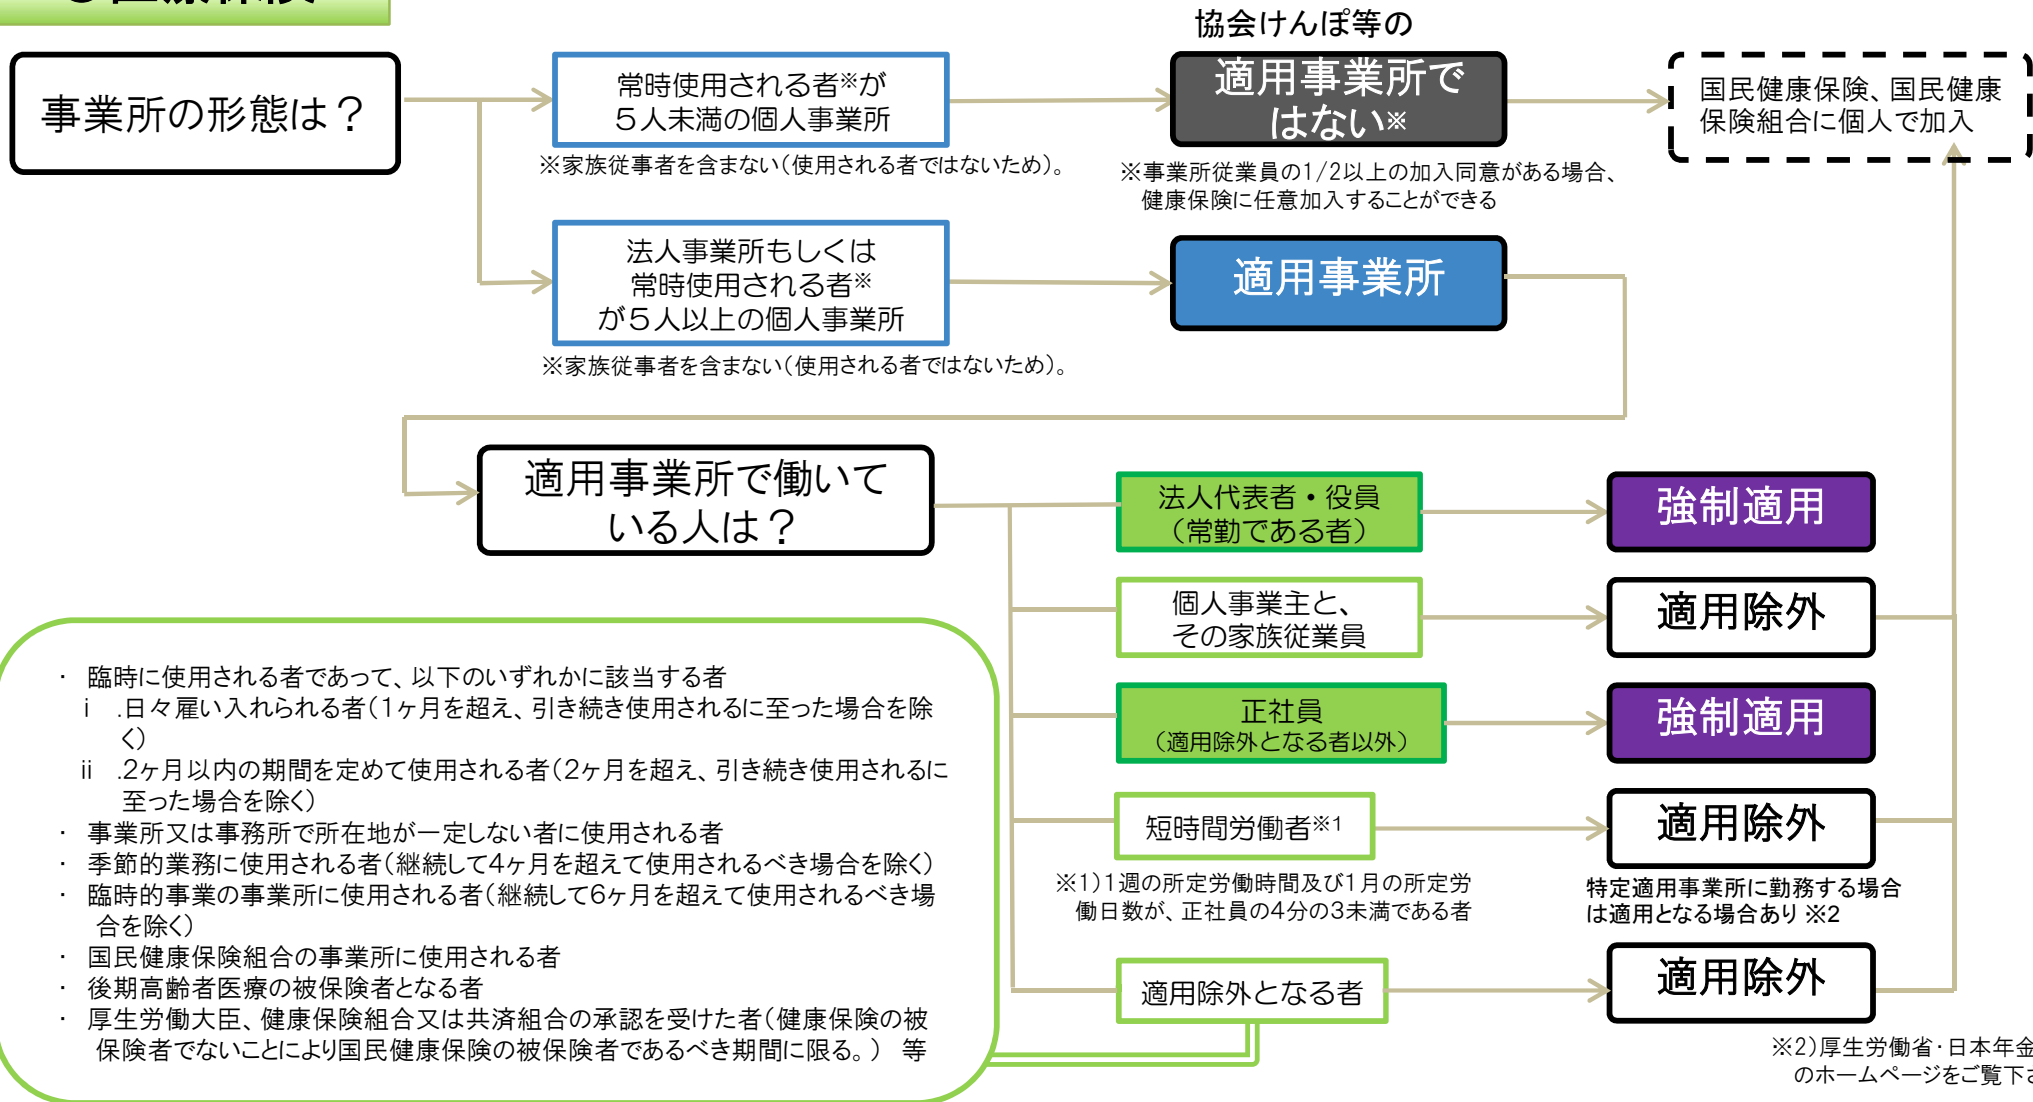 協会けんぽ等の
事業所の形態は？
常時使用される者※が
５人未満の個人事業所
適用事業所で
はない※
国民健康保険、国民健康
保険組合に個人で加入
※家族従事者を含まない（使用される者ではないため）。
※事業所従業員の1/2以上の加入同意がある場合、
健康保険に任意加入することができる
法人事業所もしくは
常時使用される者※
が５人以上の個人事業所
適用事業所
※家族従事者を含まない（使用される者ではないため）。
適用事業所で働いて
いる人は？
法人代表者・役員
（常勤である者）
強制適用
個人事業主と、
その家族従業員
適用除外
正社員
（適用除外となる者以外）
強制適用
短時間労働者※1
適用除外
※1)1週の所定労働時間及び1月の所定労
働日数が、正社員の4分の3未満である者
特定適用事業所に勤務する場合
は適用となる場合あり ※2
適用除外となる者
適用除外
・ 臨時に使用される者であって、以下のいずれかに該当する者
ⅰ .日々雇い入れられる者（1ヶ月を超え、引き続き使用されるに至った場合を除
く）
ⅱ .2ヶ月以内の期間を定めて使用される者（2ヶ月を超え、引き続き使用されるに
至った場合を除く）
・ 事業所又は事務所で所在地が一定しない者に使用される者
・ 季節的業務に使用される者（継続して4ヶ月を超えて使用されるべき場合を除く）
・ 臨時的事業の事業所に使用される者（継続して6ヶ月を超えて使用されるべき場
合を除く）
・ 国民健康保険組合の事業所に使用される者
・ 後期高齢者医療の被保険者となる者
・ 厚生労働大臣、健康保険組合又は共済組合の承認を受けた者（健康保険の被
保険者でないことにより国民健康保険の被保険者であるべき期間に限る。） 等
※2)厚生労働省・日本年金
のホームページをご覧下